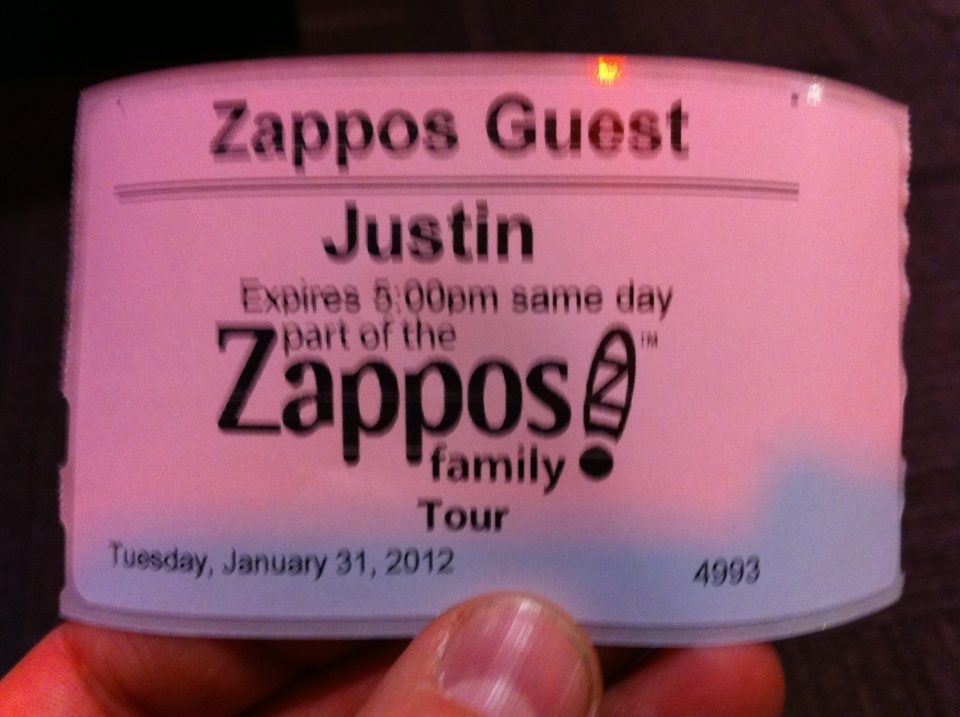 Zappos Guest
Justin
Expires 5:00pm same day
part of the
Zappos! ™
family
Tour
Tuesday, January 31, 2012 4993